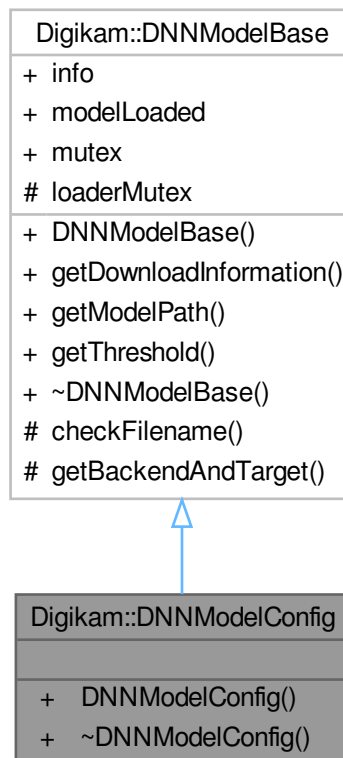 Digikam::DNNModelBase
+ info
+ modelLoaded
+ mutex
# loaderMutex
+ DNNModelBase()
+ getDownloadInformation()
+ getModelPath()
+ getThreshold()
+ ~DNNModelBase()
# checkFilename()
# getBackendAndTarget()
Digikam::DNNModelConfig
+ DNNModelConfig()
+ ~DNNModelConfig()